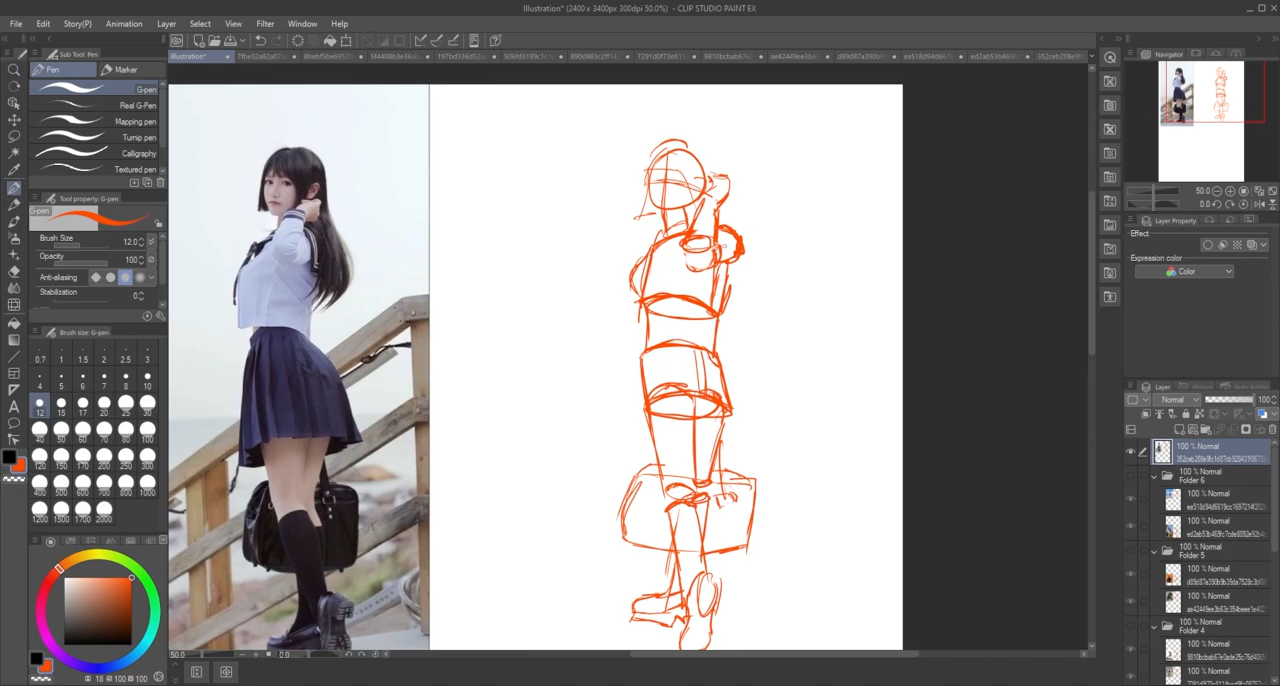 Illustration* (2400 x 3400px 300dpi 50.0%) - CLIP STUDIO PAINT EX
File Edit Story(P) Animation Layer Select View Filter Window Help
Sub Tool: Pen
Pen Marker
G-pen
Real G-Pen
Mapping pen
Turnip pen
Calligraphy
Textured pen
Tool property: G-pen
G-pen
Brush Size 12.0
Opacity 100
Anti-aliasing
Stabilization 0
Brush size: G-pen
0.7 1 1.5 2 2.5 3
4 5 6 7 8 10
12 15 17 20 25 30
40 50 60 70 80 100
120 150 170 200 250 300
400 500 600 700 800 1000
1200 1500 1700 2000
18 100 100
Illustration*
50.0 0.0
Navigator
50.0
0.0
Layer Property
Effect
Expression color
Color
Layer
Normal 100
100 % Normal
100 % Normal
Folder 6
100 % Normal
100 % Normal
100 % Normal
Folder 5
100 % Normal
100 % Normal
100 % Normal
Folder 4
100 % Normal
100 % Normal